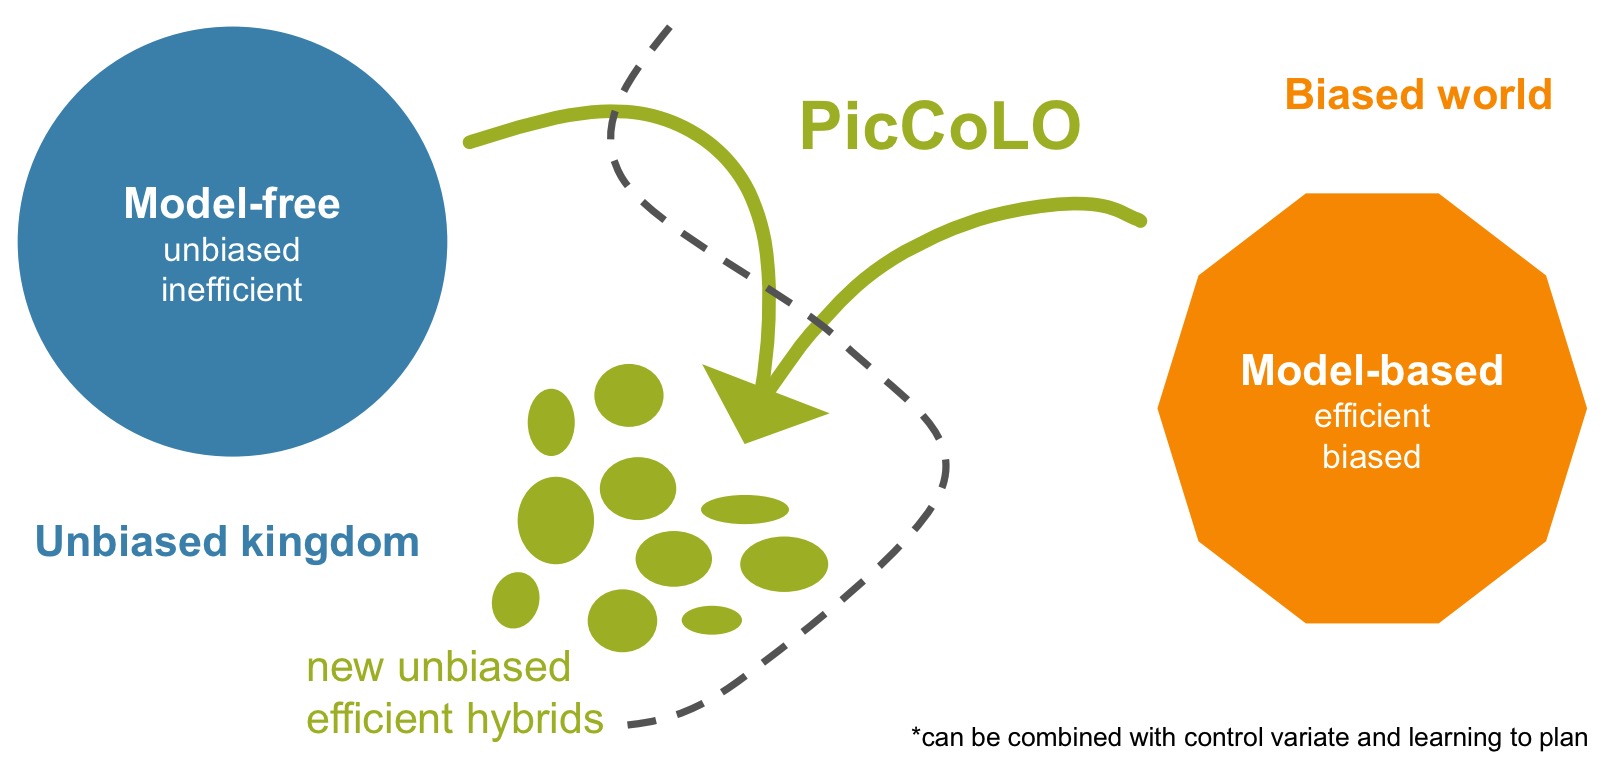 PicCoLO
Biased world
Model-free
unbiased
inefficient
Model-based
efficient
biased
Unbiased kingdom
new unbiased
efficient hybrids
*can be combined with control variate and learning to plan